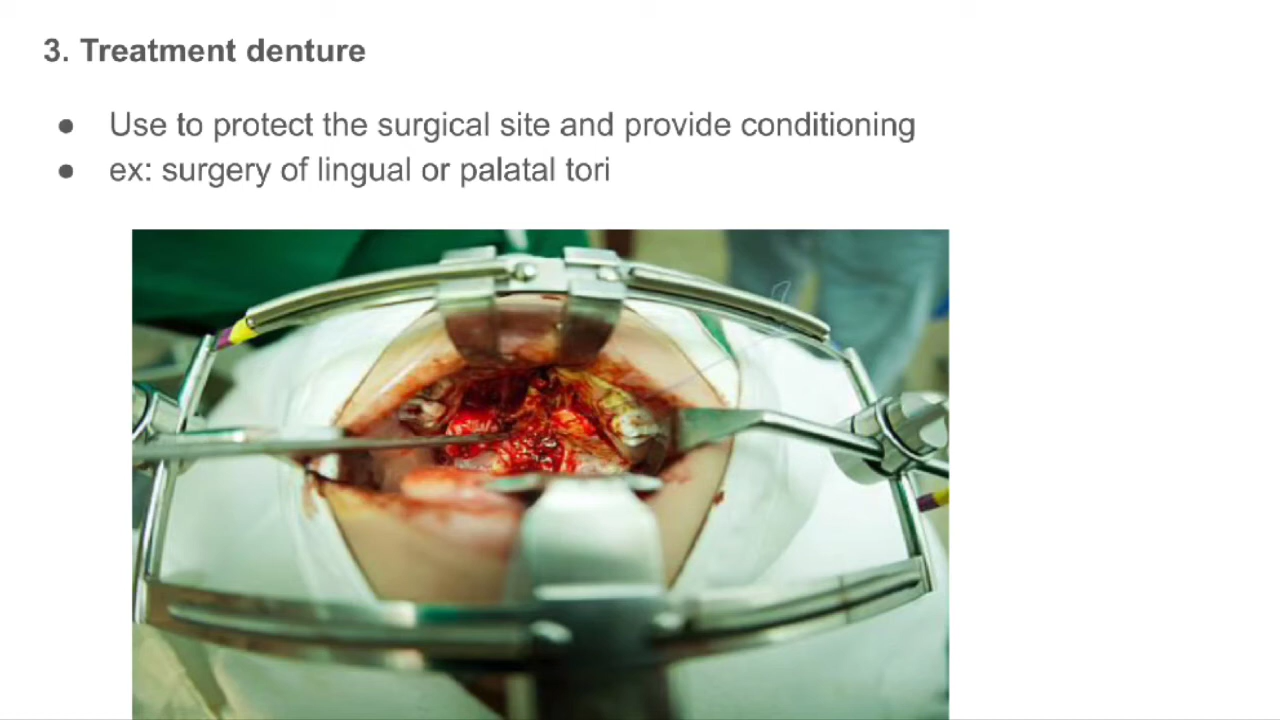 3. Treatment denture
● Use to protect the surgical site and provide conditioning
● ex: surgery of lingual or palatal tori